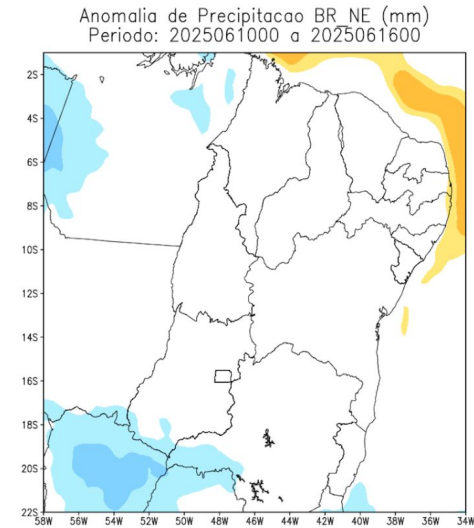 Anomalia de Precipitacao BR_NE (mm)
Periodo: 2025061000 a 2025061600
2S
4S
6S
8S
10S
12S
14S
16S
18S
20S
22S
58W 56W 54W 52W 50W 48W 46W 44W 42W 40W 38W 36W 34W